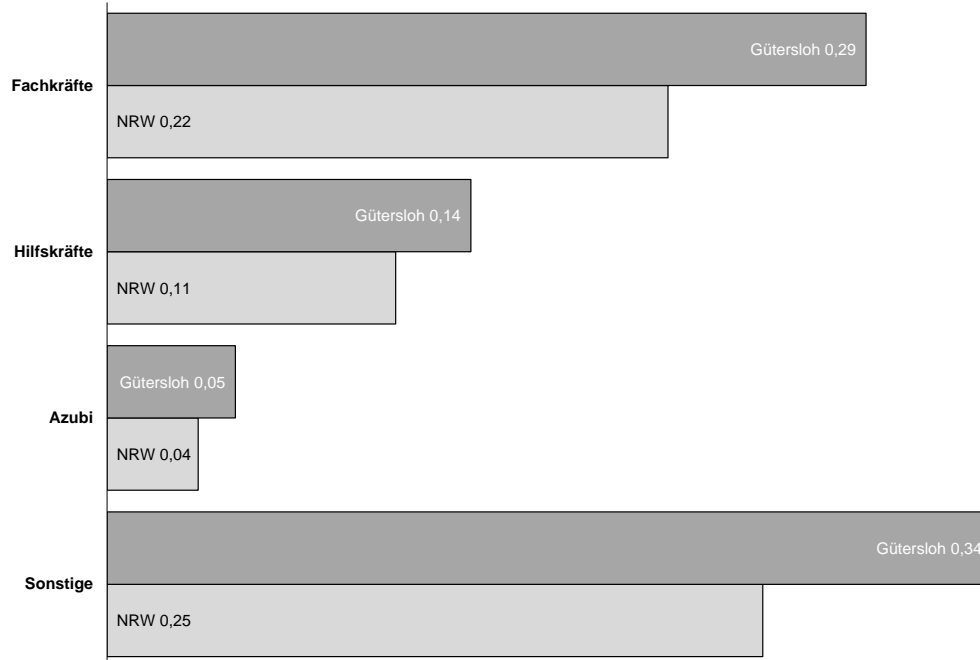 Gütersloh 0,29
Fachkräfte
NRW 0,22
Gütersloh 0,14
Hilfskräfte
NRW 0,11
Gütersloh 0,05
Azubi
NRW 0,04
Gütersloh 0,34
Sonstige
NRW 0,25